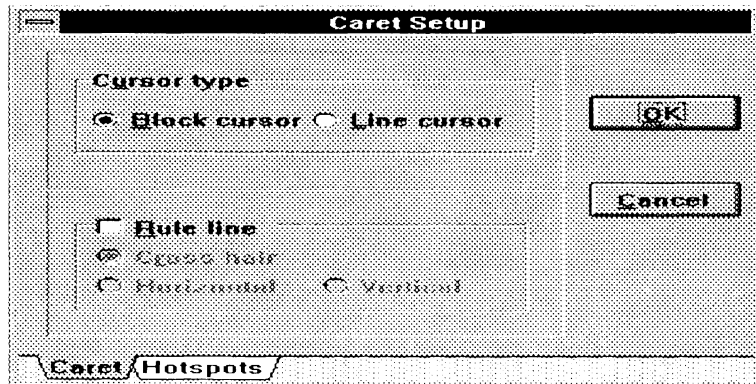 Caret Setup
Cursor type
Block cursor Line cursor
OK
Cancel
Rule line
Cross hair
Horizontal Vertical
Caret Hotspots